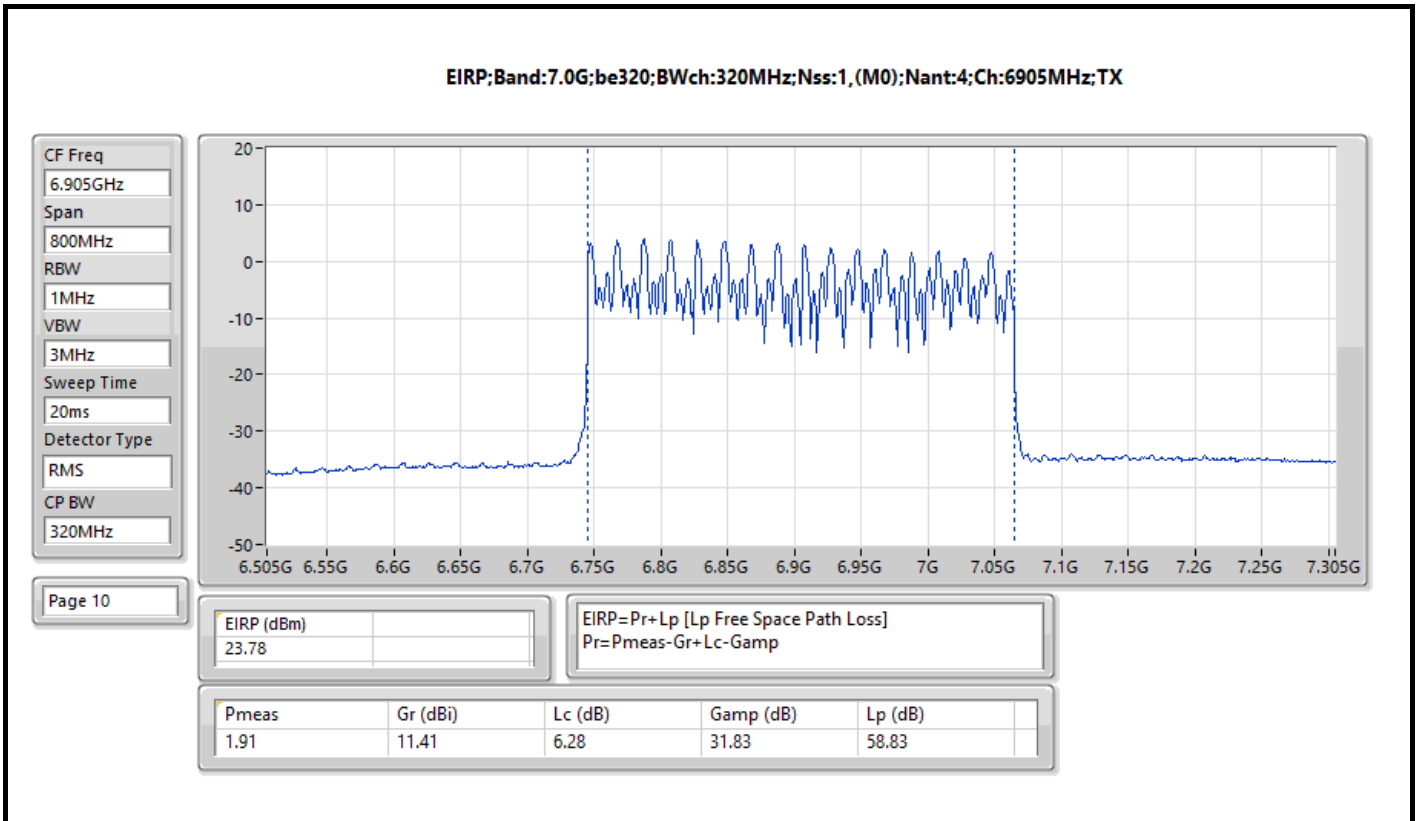 EIRP;Band:7.0G;be320;BWch:320MHz;Nss:1,(M0);Nant:4;Ch:6905MHz;TX
CF Freq
6.905GHz
Span
800MHz
RBW
1MHz
VBW
3MHz
Sweep Time
20ms
Detector Type
RMS
CP BW
320MHz
Page 10
20
10
0
-10
-20
-30
-40
-50
6.505G 6.55G 6.6G 6.65G 6.7G 6.75G 6.8G 6.85G 6.9G 6.95G 7G 7.05G 7.1G 7.15G 7.2G 7.25G 7.305G
EIRP (dBm)
23.78
EIRP=Pr+Lp [Lp Free Space Path Loss]
Pr=Pmeas-Gr+Lc-Gamp
Pmeas Gr (dBi) Lc (dB) Gamp (dB) Lp (dB)
1.91 11.41 6.28 31.83 58.83